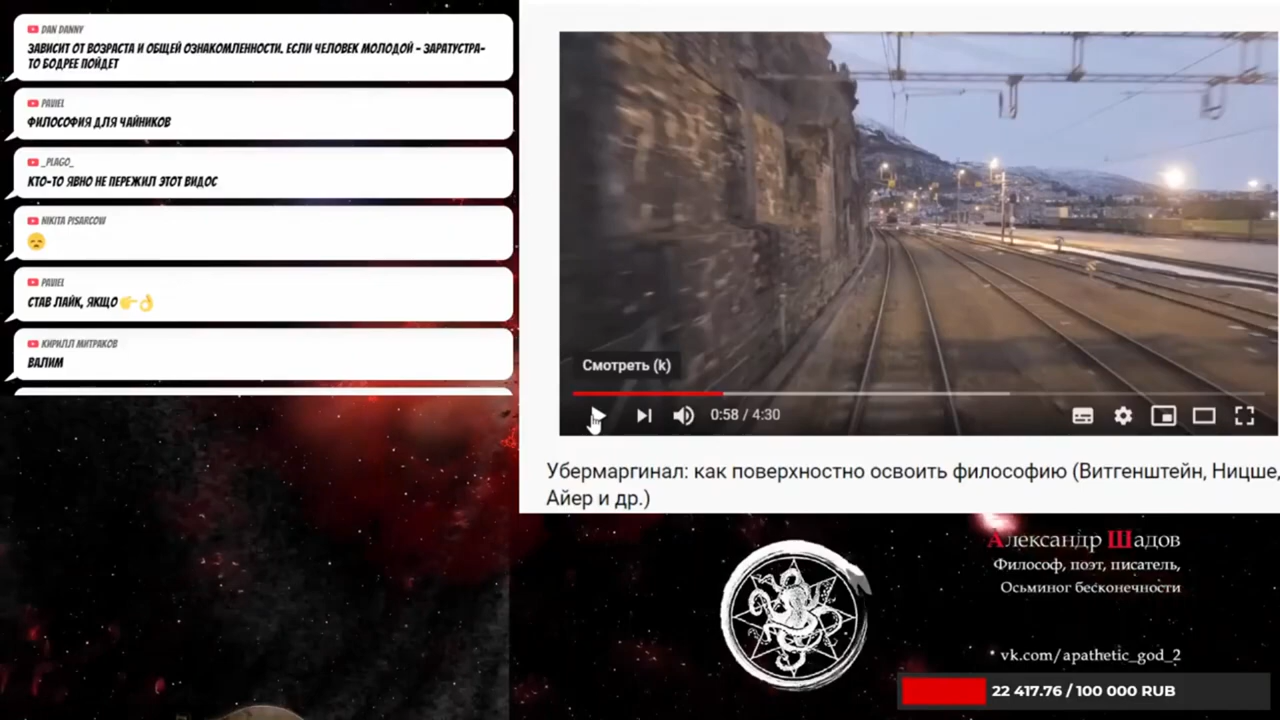 DAN DANNY
ЗАВИСИТ ОТ ВОЗРАСТА И ОБЩЕЙ ОЗНАКОМЛЕННОСТИ. ЕСЛИ ЧЕЛОВЕК МОЛОДОЙ - ЗАРАТУСТРА-
ТО БОДРЕЕ ПОЙДЕТ
PAVIEL
ФИЛОСОФИЯ ДЛЯ ЧАЙНИКОВ
_PLAGO_
КТО-ТО ЯВНО НЕ ПЕРЕЖИЛ ЭТОТ ВИДОС
NIKITA PISARCOW
😞
PAVIEL
СТАВ ЛАЙК, ЯКЩО 👉👌
КИРИЛЛ МИТРАКОВ
ВАЛИМ
Смотреть (k)
0:58 / 4:30
Убермаргинал: как поверхностно освоить философию (Витгенштейн, Ницше,
Айер и др.)
Александр Шадов
Философ, поэт, писатель,
Осьминог бесконечности
vk.com/apathetic_god_2
22 417.76 / 100 000 RUB